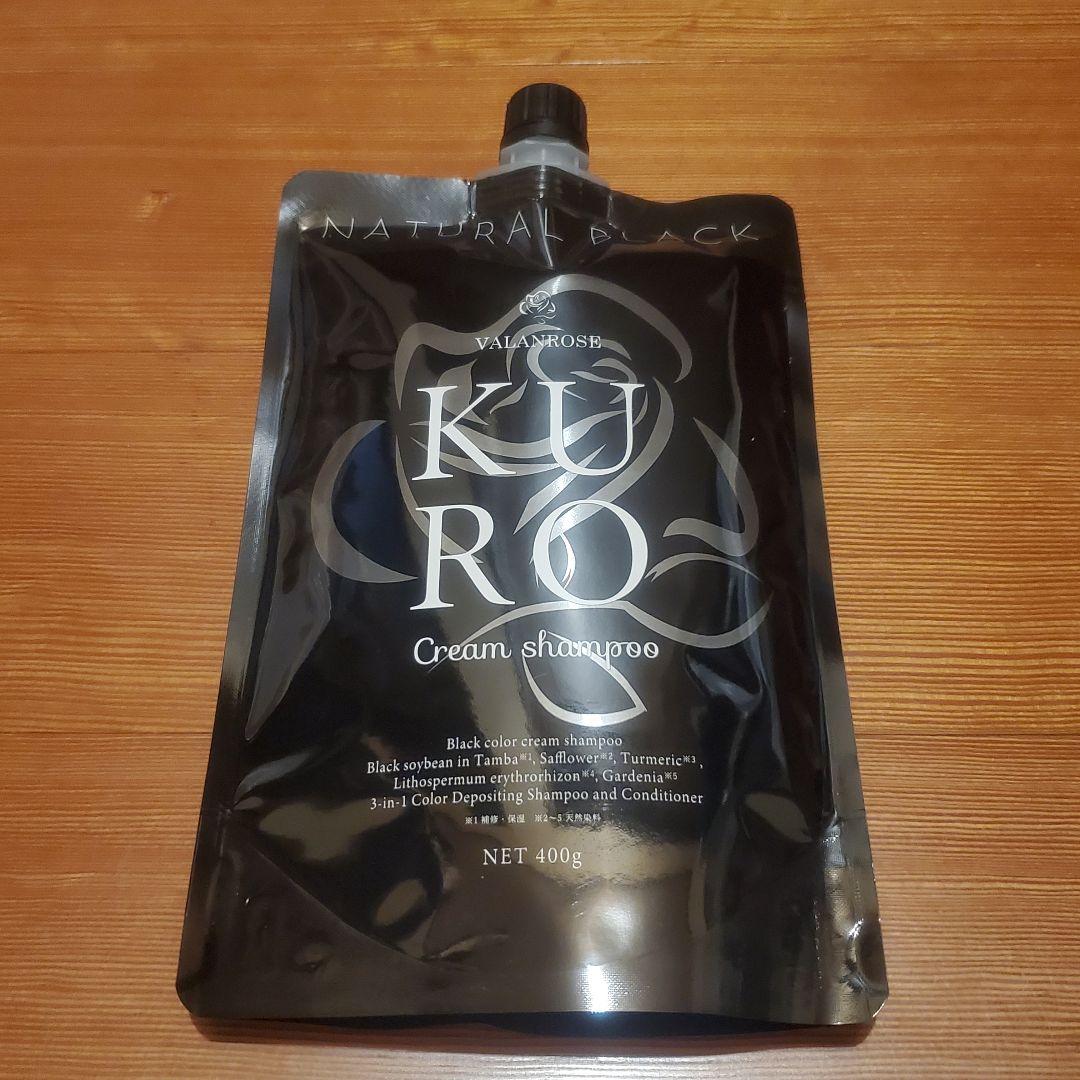 NATURAL BLACK
VALANROSE
KU
RO
Cream shampoo
Black color cream shampoo
Black soybean in Tamba※1, Safflower※2, Turmeric※3,
Lithospermum erythrorhizon※4, Gardenia※5
3-in-1 Color Depositing Shampoo and Conditioner
※1 補修・保湿 ※2〜5 天然染料
NET 400g